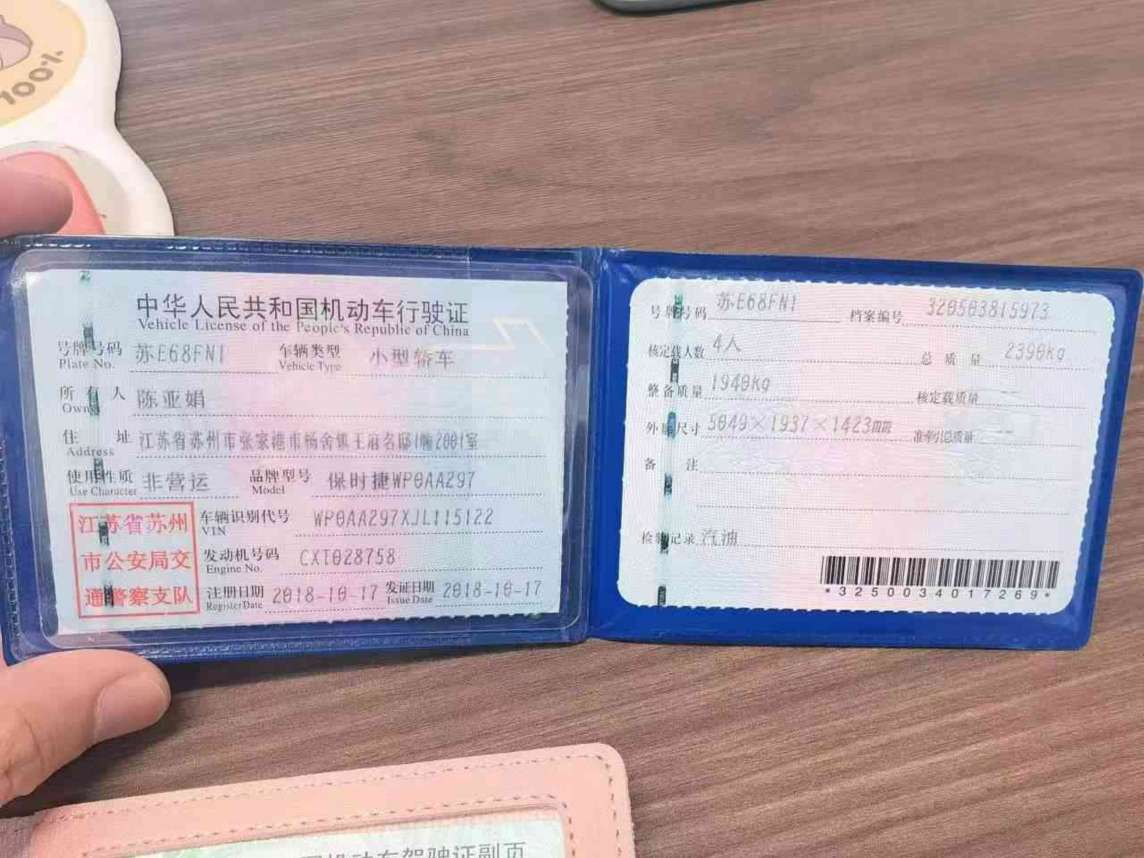 100%
中华人民共和国机动车行驶证
Vehicle License of the People's Republic of China
号牌号码 苏E68FN1 车辆类型 小型轿车
Plate No. Vehicle Type
所有人 陈亚娟
Owner
住址 江苏省苏州市张家港市杨舍镇王府名邸1幢2001室
Address
使用性质 非营运 品牌型号 保时捷WP0AA297
Use Character Model
江苏省苏州
市公安局交
通警察支队
车辆识别代号 WP0AA297XJL115122
VIN
发动机号码 CXT028758
Engine No.
注册日期 2018-10-17 发证日期 2018-10-17
Register Date Issue Date
号牌号码 苏E68FN1 档案编号 320503815973
核定载人数 4人 总质量 2390kg
整备质量 1940kg 核定载质量 --
外廓尺寸 5049×1937×1423mm 准牵引总质量 --
备注
检验记录 汽油
*3250034017269*
国机动车驾驶证副页